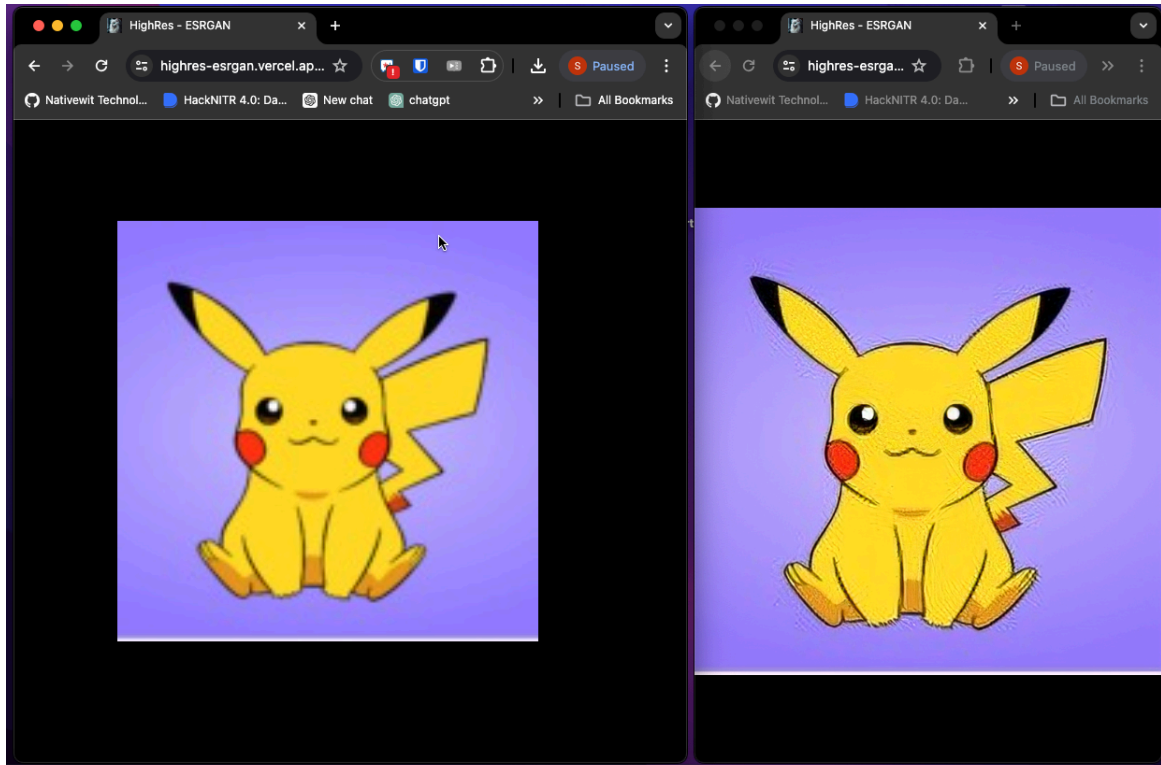 HighRes - ESRGAN
highres-esrgan.vercel.ap...
S Paused
Nativewit Technol...
HackNITR 4.0: Da...
New chat
chatgpt
All Bookmarks
HighRes - ESRGAN
highres-esrga...
S Paused
Nativewit Technol...
HackNITR 4.0: Da...
All Bookmarks